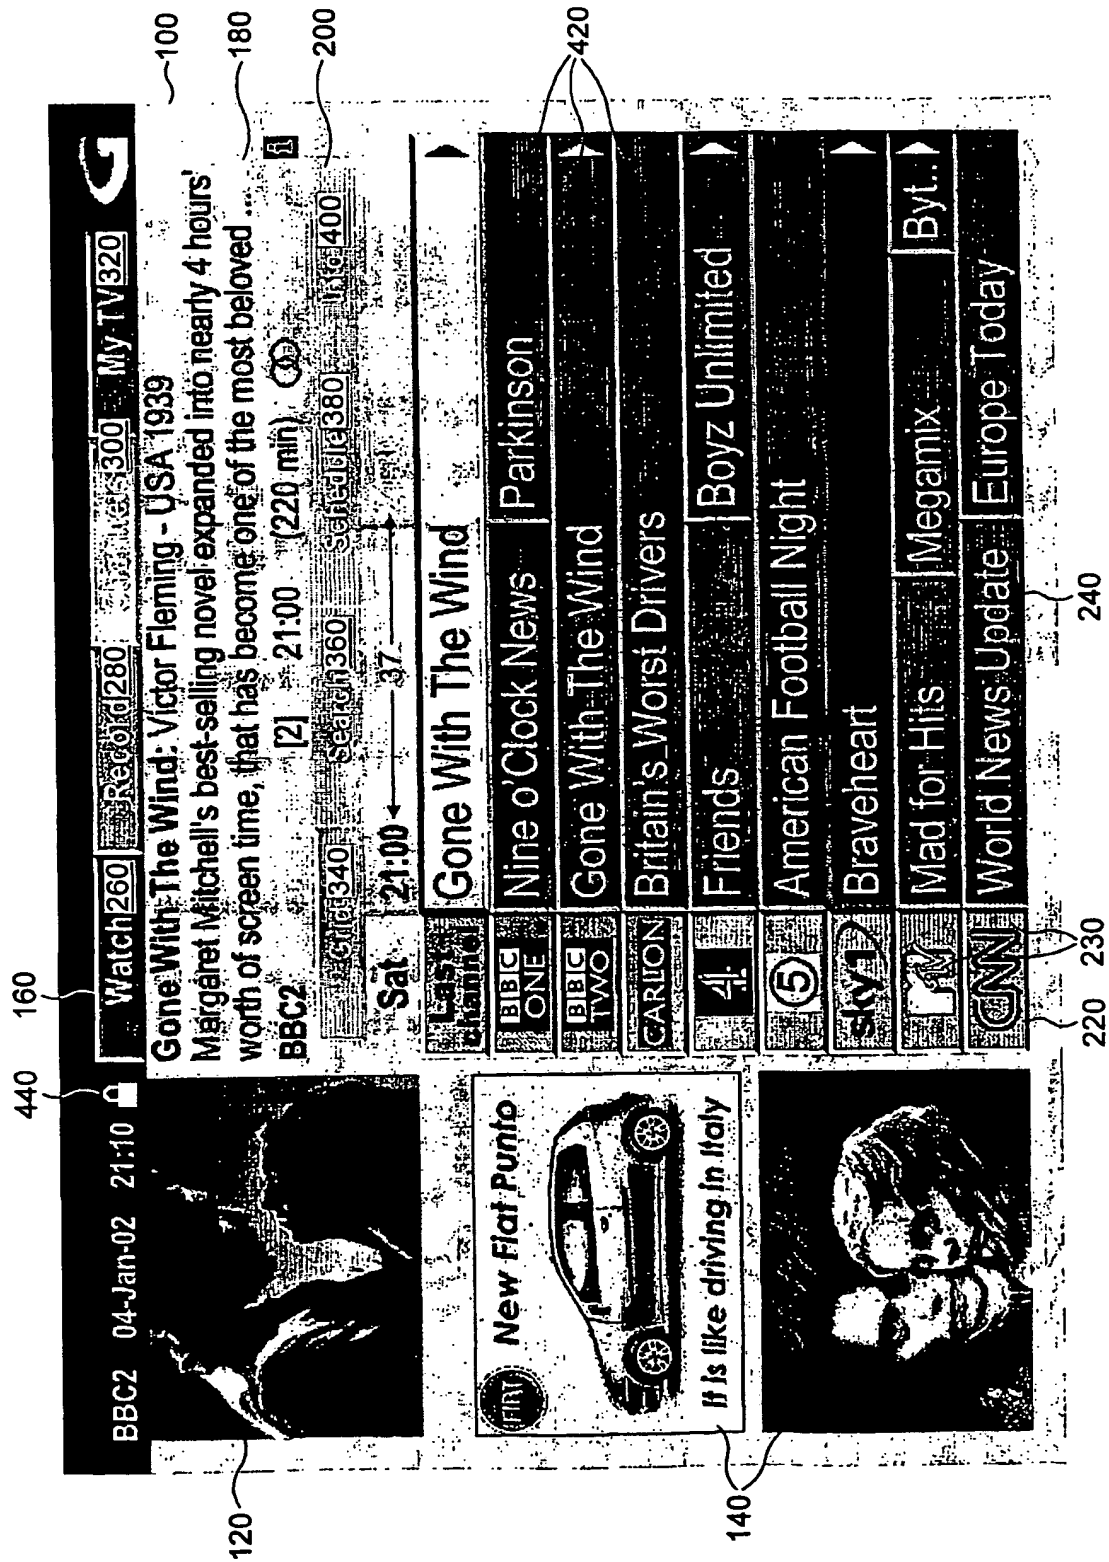 BBC2 04-Jan-02 21:10
Watch 260 Record 280 300 My TV 320
Gone With The Wind: Victor Fleming - USA 1939
Margaret Mitchell's best-selling novel expanded into nearly 4 hours'
worth of screen time, that has become one of the most beloved ...
BBC2 [2] 21:00 (220 min) i
Grid 340 Search 360 Schedule 380 Info 400
Sat 21:00 37
Last channel Gone With The Wind
BBC ONE Nine o'Clock News Parkinson
BBC TWO Gone With The Wind
CARLTON Britain's Worst Drivers
4 Friends Boyz Unlimited
5 American Football Night
sky 1 Braveheart
MTV Mad for Hits Megamix Byt..
CNN World News Update Europe Today
FIAT New Fiat Punto
It is like driving in Italy
440
160
100
180
200
420
120
140
220
230
240